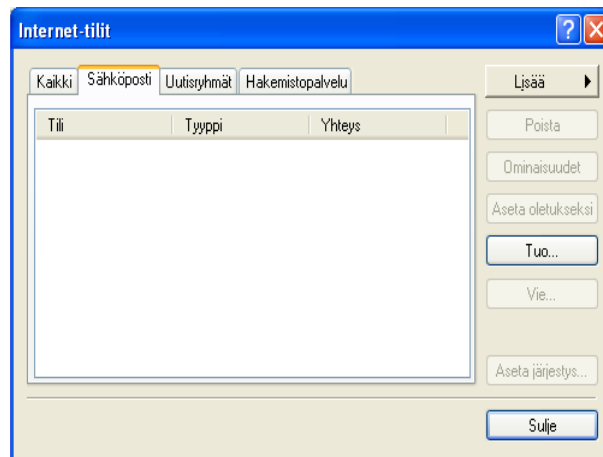 Internet-tilit
Kaikki Sähköposti Uutisryhmät Hakemistopalvelu
Tili Tyyppi Yhteys
Lisää
Poista
Ominaisuudet
Aseta oletukseksi
Tuo...
Vie...
Aseta järjestys...
Sulje